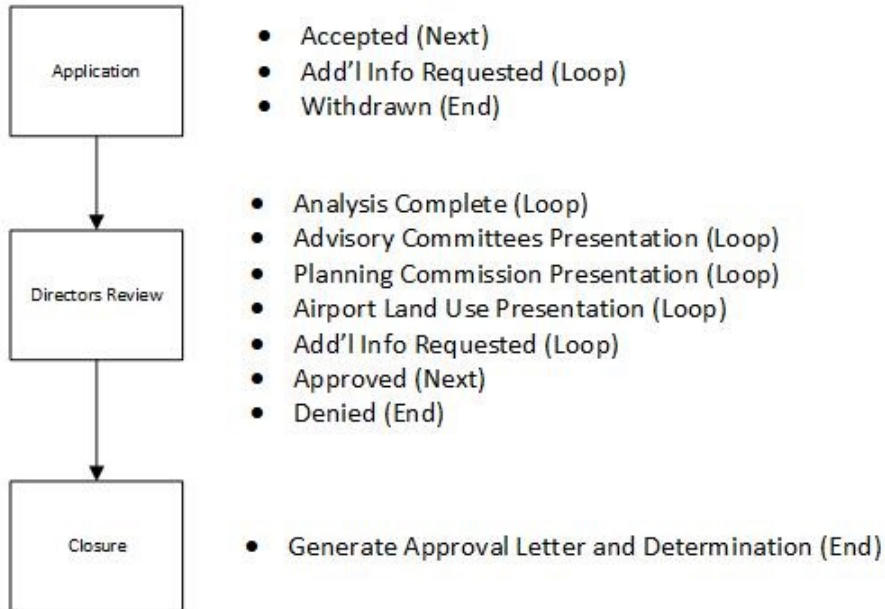 Application
• Accepted (Next)
• Add'l Info Requested (Loop)
• Withdrawn (End)
Directors Review
• Analysis Complete (Loop)
• Advisory Committees Presentation (Loop)
• Planning Commission Presentation (Loop)
• Airport Land Use Presentation (Loop)
• Add'l Info Requested (Loop)
• Approved (Next)
• Denied (End)
Closure
• Generate Approval Letter and Determination (End)